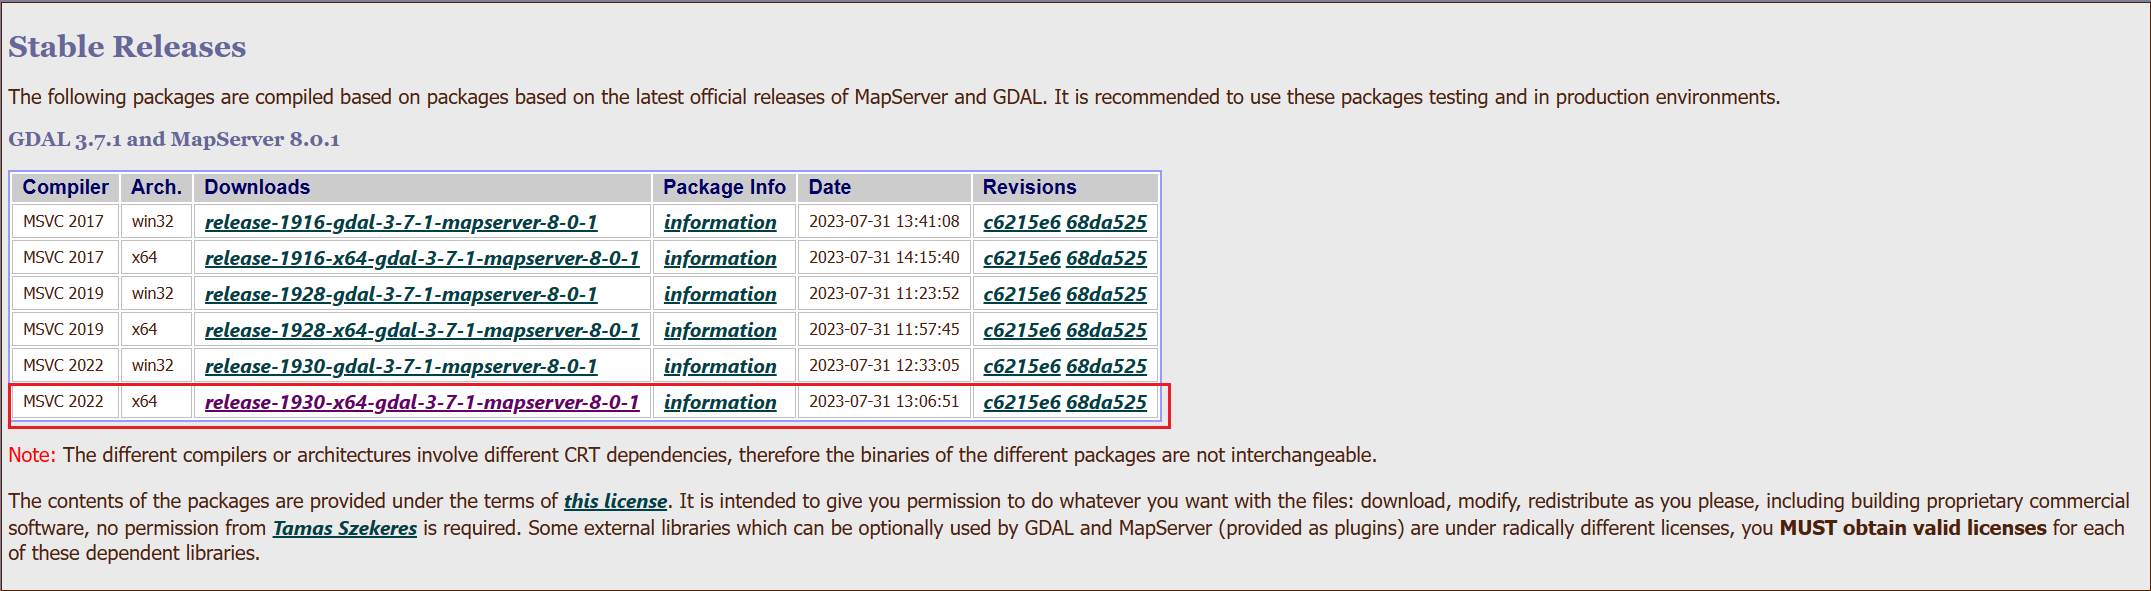 Stable Releases
The following packages are compiled based on packages based on the latest official releases of MapServer and GDAL. It is recommended to use these packages testing and in production environments.
GDAL 3.7.1 and MapServer 8.0.1
Compiler Arch. Downloads Package Info Date Revisions
MSVC 2017 win32 release-1916-gdal-3-7-1-mapserver-8-0-1 information 2023-07-31 13:41:08 c6215e6 68da525
MSVC 2017 x64 release-1916-x64-gdal-3-7-1-mapserver-8-0-1 information 2023-07-31 14:15:40 c6215e6 68da525
MSVC 2019 win32 release-1928-gdal-3-7-1-mapserver-8-0-1 information 2023-07-31 11:23:52 c6215e6 68da525
MSVC 2019 x64 release-1928-x64-gdal-3-7-1-mapserver-8-0-1 information 2023-07-31 11:57:45 c6215e6 68da525
MSVC 2022 win32 release-1930-gdal-3-7-1-mapserver-8-0-1 information 2023-07-31 12:33:05 c6215e6 68da525
MSVC 2022 x64 release-1930-x64-gdal-3-7-1-mapserver-8-0-1 information 2023-07-31 13:06:51 c6215e6 68da525
Note: The different compilers or architectures involve different CRT dependencies, therefore the binaries of the different packages are not interchangeable.
The contents of the packages are provided under the terms of this license. It is intended to give you permission to do whatever you want with the files: download, modify, redistribute as you please, including building proprietary commercial
software, no permission from Tamas Szekeres is required. Some external libraries which can be optionally used by GDAL and MapServer (provided as plugins) are under radically different licenses, you MUST obtain valid licenses for each
of these dependent libraries.